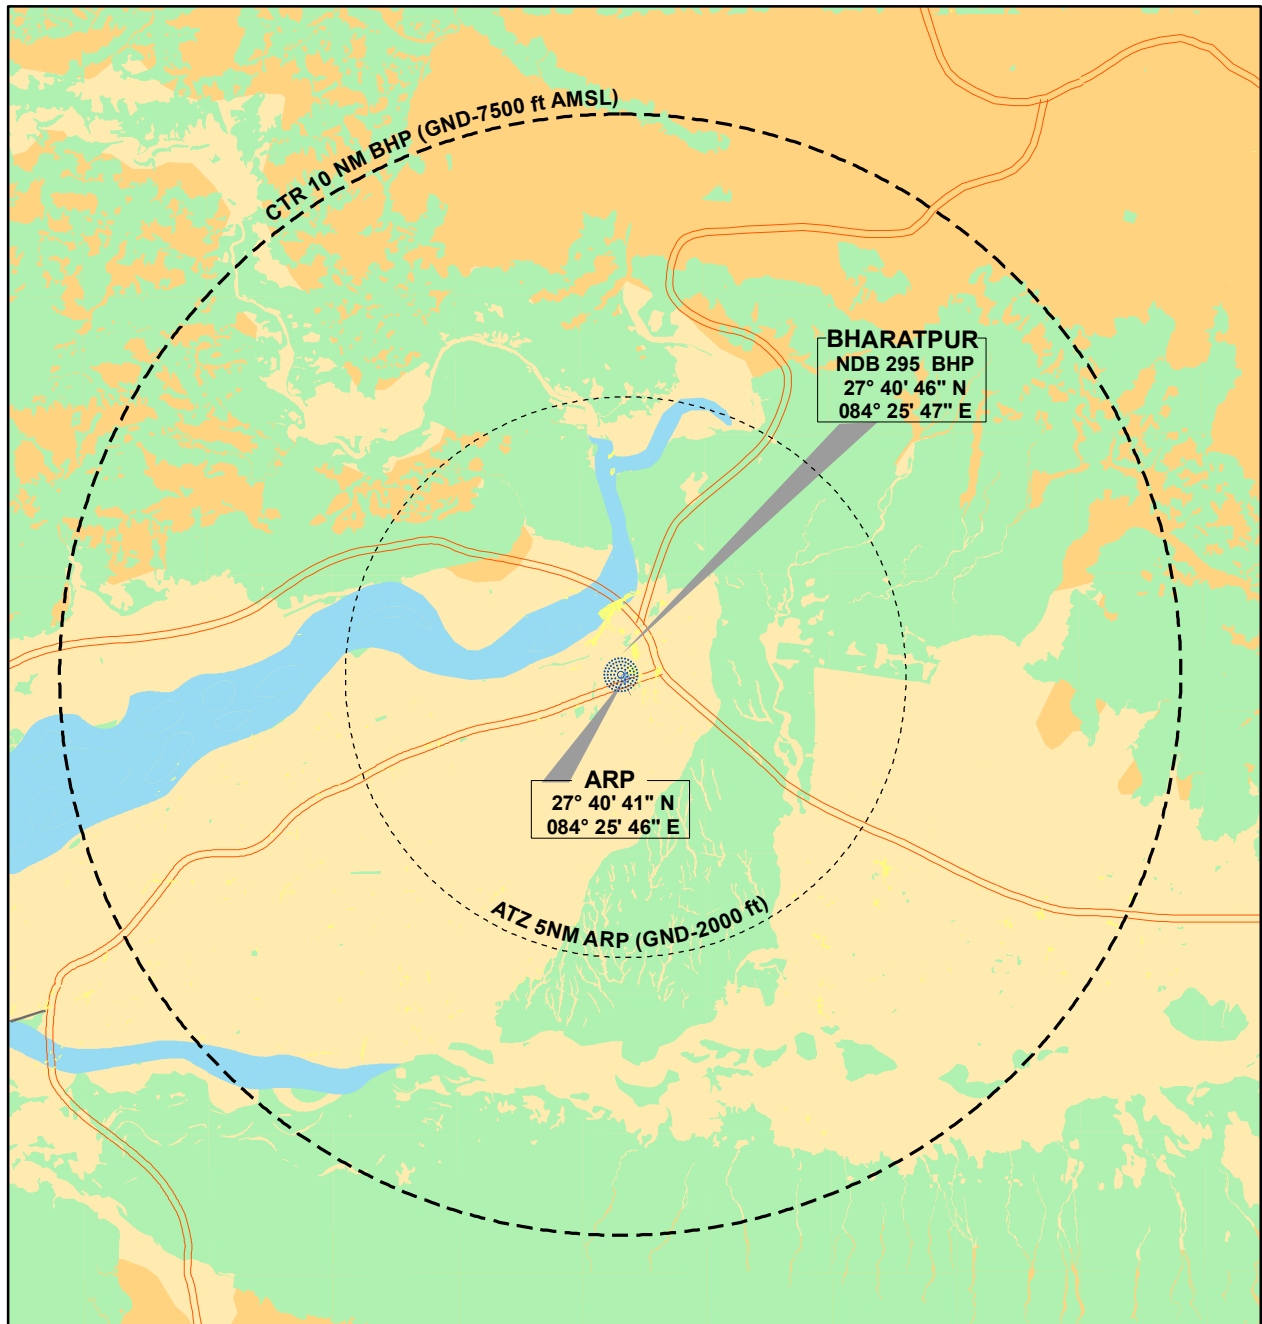 CTR 10 NM BHP (GND-7500 ft AMSL)
BHARATPUR
NDB 295 BHP
27° 40' 46" N
084° 25' 47" E
ARP
27° 40' 41" N
084° 25' 46" E
ATZ 5NM ARP (GND-2000 ft)